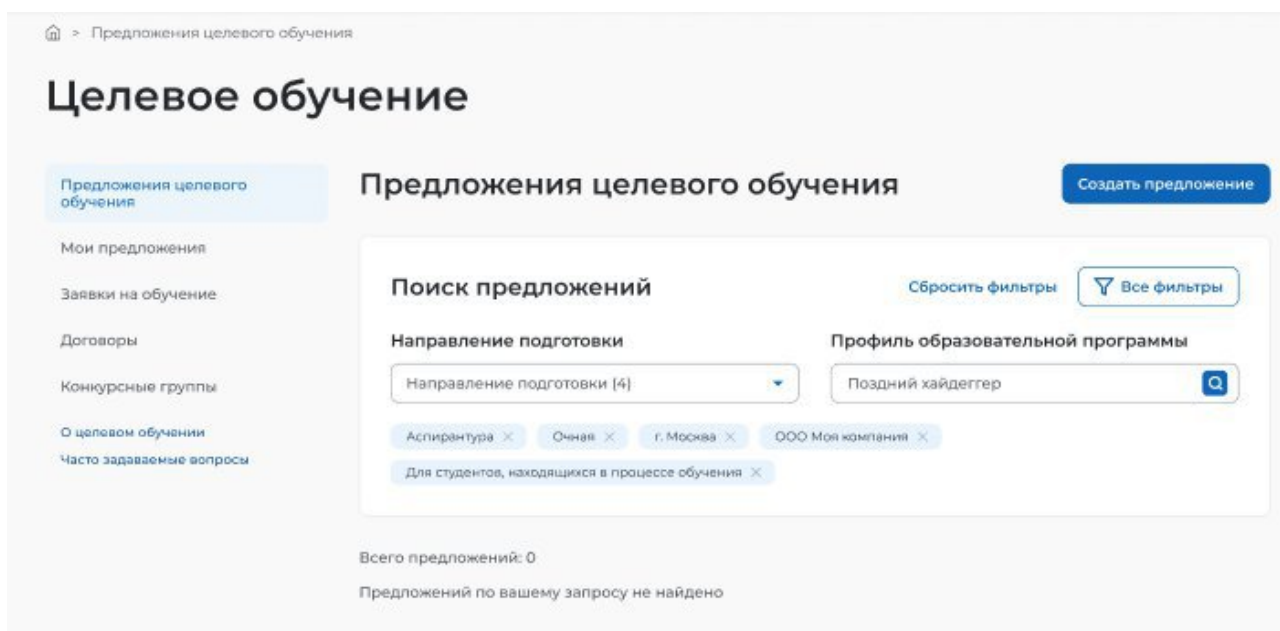 > Предложения целевого обучения
Целевое обучение
Предложения целевого
обучения
Мои предложения
Заявки на обучение
Договоры
Конкурсные группы
О целевом обучении
Часто задаваемые вопросы
Предложения целевого обучения
Создать предложение
Поиск предложений
Сбросить фильтры
Все фильтры
Направление подготовки
Профиль образовательной программы
Направление подготовки (4)
Поздний хайдеггер
Аспирантура ×
Очная ×
г. Москва ×
ООО Моя компания ×
Для студентов, находящихся в процессе обучения ×
Всего предложений: 0
Предложений по вашему запросу не найдено